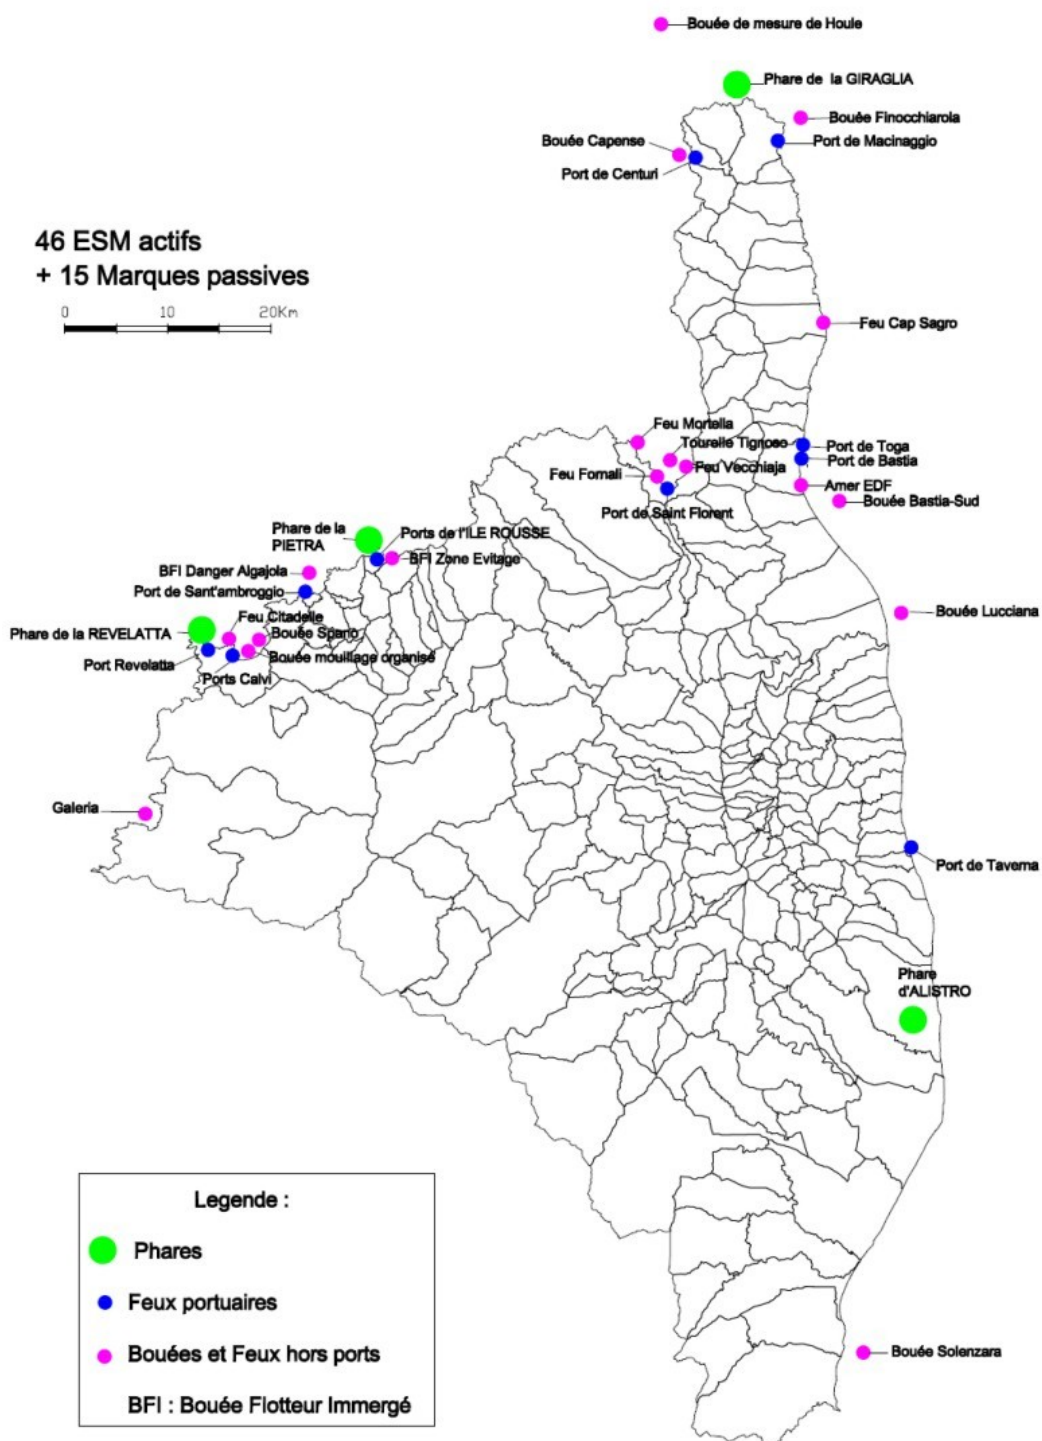 Bouée de mesure de Houle
Phare de la GIRAGLIA
Bouée Finocchiarola
Bouée Capense
Port de Macinaggio
Port de Centuri
46 ESM actifs
+ 15 Marques passives
0 10 20Km
Feu Cap Sagro
Feu Mortella
Tourelle Tignoso
Port de Toga
Feu Vecchiaja
Port de Bastia
Feu Fornali
Amer EDF
Bouée Bastia-Sud
Port de Saint Florent
Phare de la
PIETRA
Ports de l'ILE ROUSSE
BFI Zone Evitage
BFI Danger Algajola
Port de Sant'ambroggio
Bouée Lucciana
Feu Citadelle
Phare de la REVELATTA
Bouée Spano
Bouée mouillage organisé
Port Revelatta
Ports Calvi
Galeria
Port de Taverna
Phare
d'ALISTRO
Legende :
Phares
Feux portuaires
Bouées et Feux hors ports
BFI : Bouée Flotteur Immergé
Bouée Solenzara